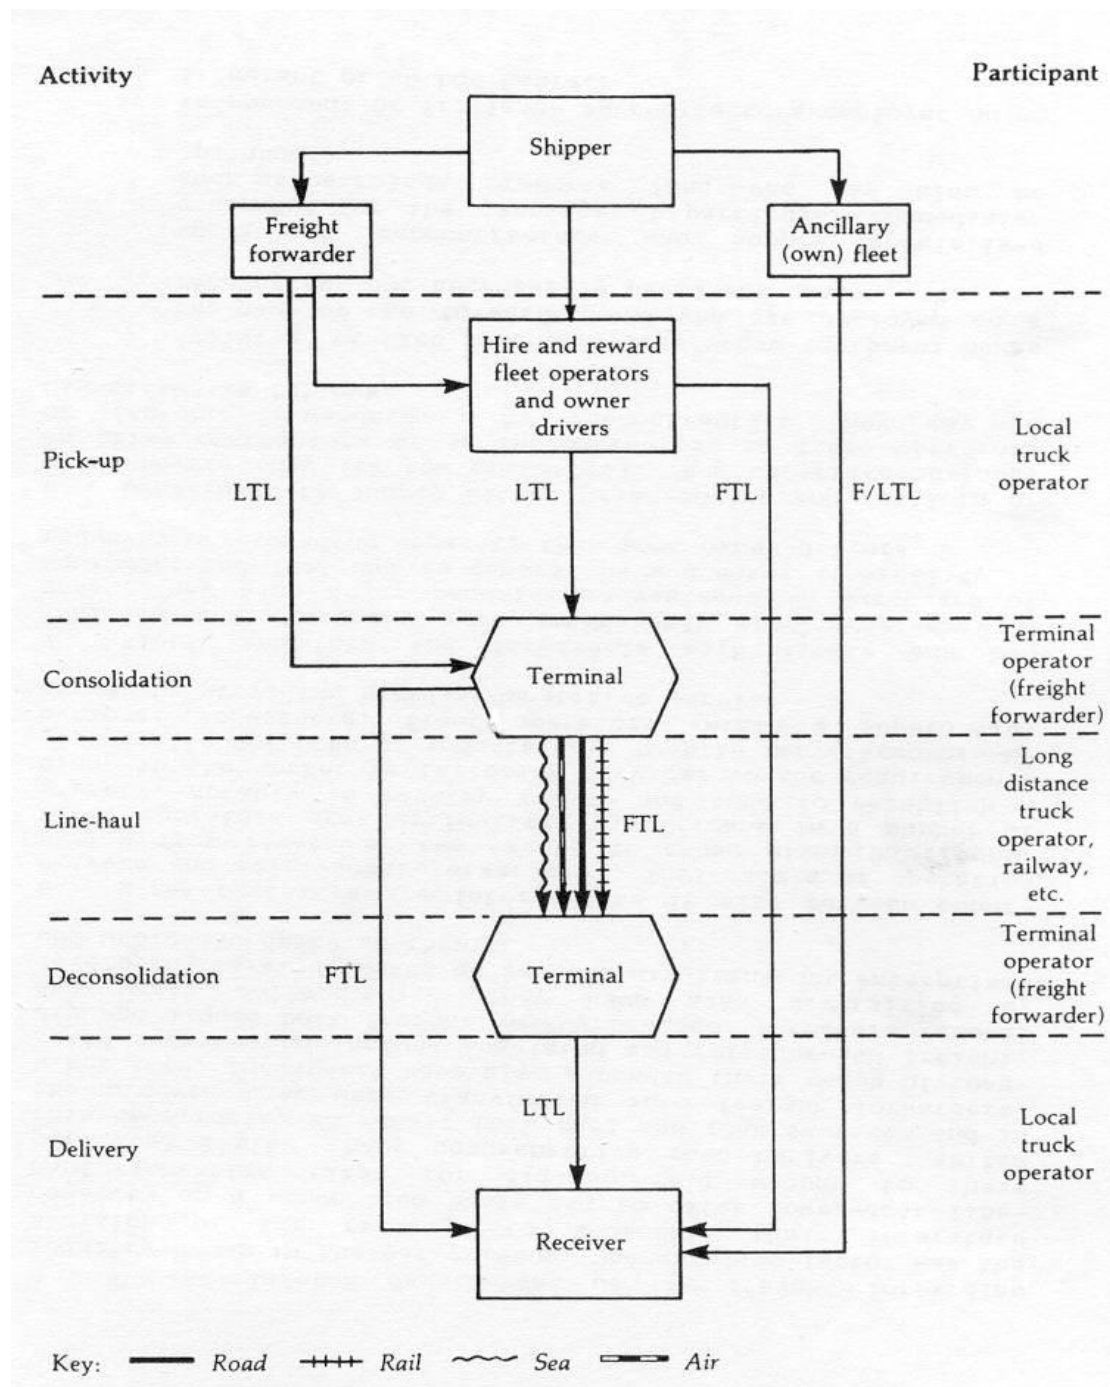 Activity
Participant
Shipper
Freight
forwarder
Ancillary
(own) fleet
Hire and reward
fleet operators
and owner
drivers
Pick-up
Local
truck
operator
LTL
LTL
FTL
F/LTL
Consolidation
Terminal
Terminal
operator
(freight
forwarder)
Line-haul
FTL
Long
distance
truck
operator,
railway,
etc.
Deconsolidation
FTL
Terminal
Terminal
operator
(freight
forwarder)
LTL
Delivery
Local
truck
operator
Receiver
Key: Road Rail Sea Air